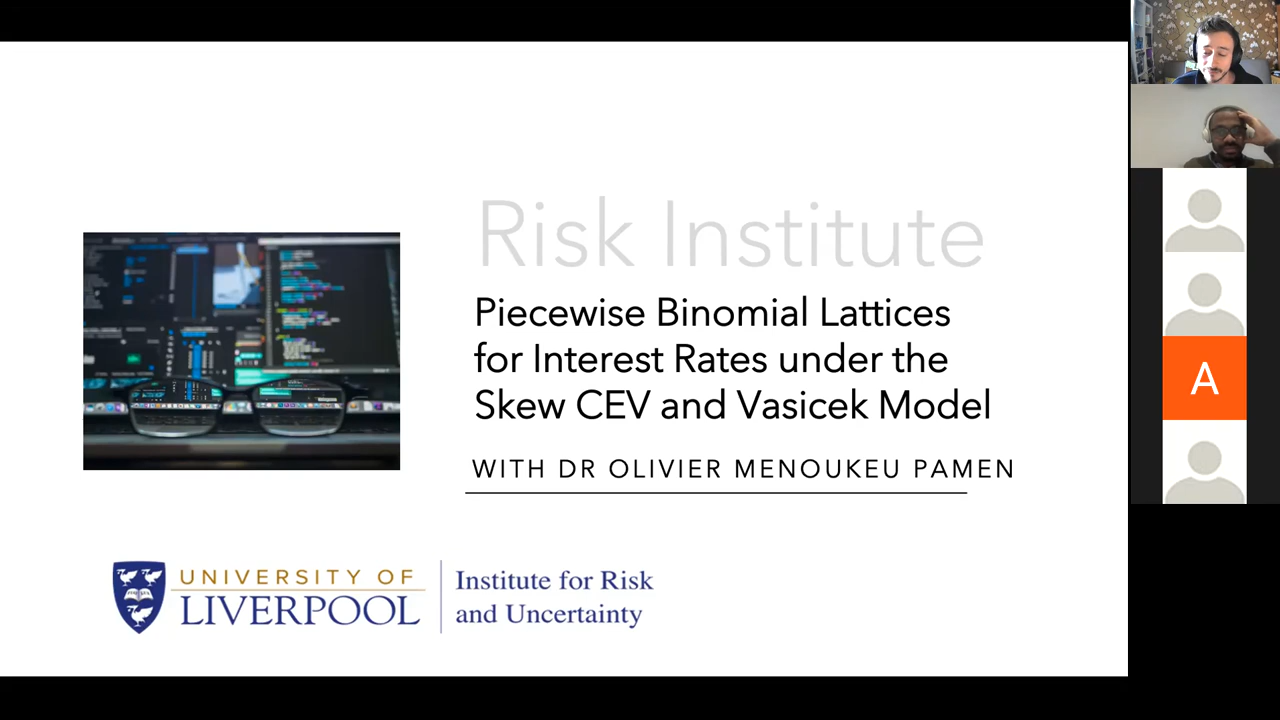 Risk Institute
Piecewise Binomial Lattices
for Interest Rates under the
Skew CEV and Vasicek Model
WITH DR OLIVIER MENOUKEU PAMEN
UNIVERSITY OF
LIVERPOOL
Institute for Risk
and Uncertainty
A